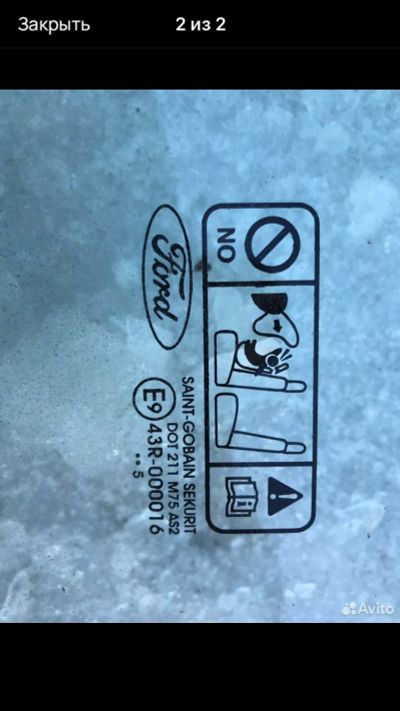 Закрыть
2 из 2
NO
Ford
SAINT-GOBAIN SEKURIT
DOT 211 M75 AS2
E9 43R-000016
•• 5
Avito